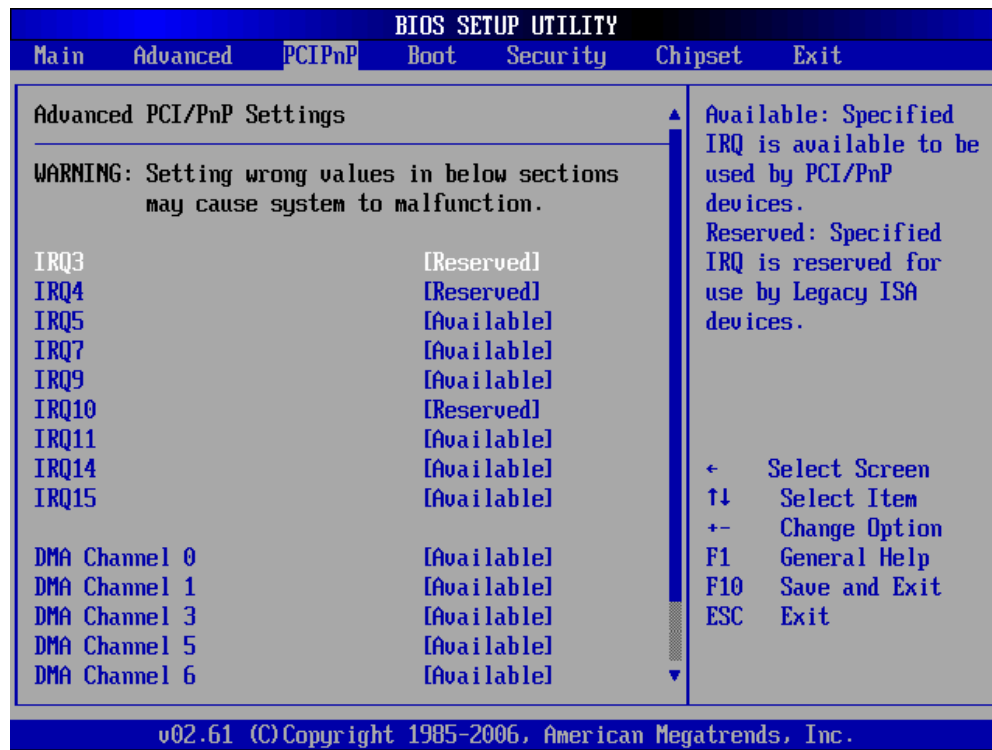 BIOS SETUP UTILITY
Main Advanced PCIPnP Boot Security Chipset Exit
Advanced PCI/PnP Settings
WARNING: Setting wrong values in below sections
may cause system to malfunction.
IRQ3 [Reserved]
IRQ4 [Reserved]
IRQ5 [Available]
IRQ7 [Available]
IRQ9 [Available]
IRQ10 [Reserved]
IRQ11 [Available]
IRQ14 [Available]
IRQ15 [Available]
DMA Channel 0 [Available]
DMA Channel 1 [Available]
DMA Channel 3 [Available]
DMA Channel 5 [Available]
DMA Channel 6 [Available]
Available: Specified
IRQ is available to be
used by PCI/PnP
devices.
Reserved: Specified
IRQ is reserved for
use by Legacy ISA
devices.
← Select Screen
↑↓ Select Item
+- Change Option
F1 General Help
F10 Save and Exit
ESC Exit
v02.61 (C)Copyright 1985-2006, American Megatrends, Inc.